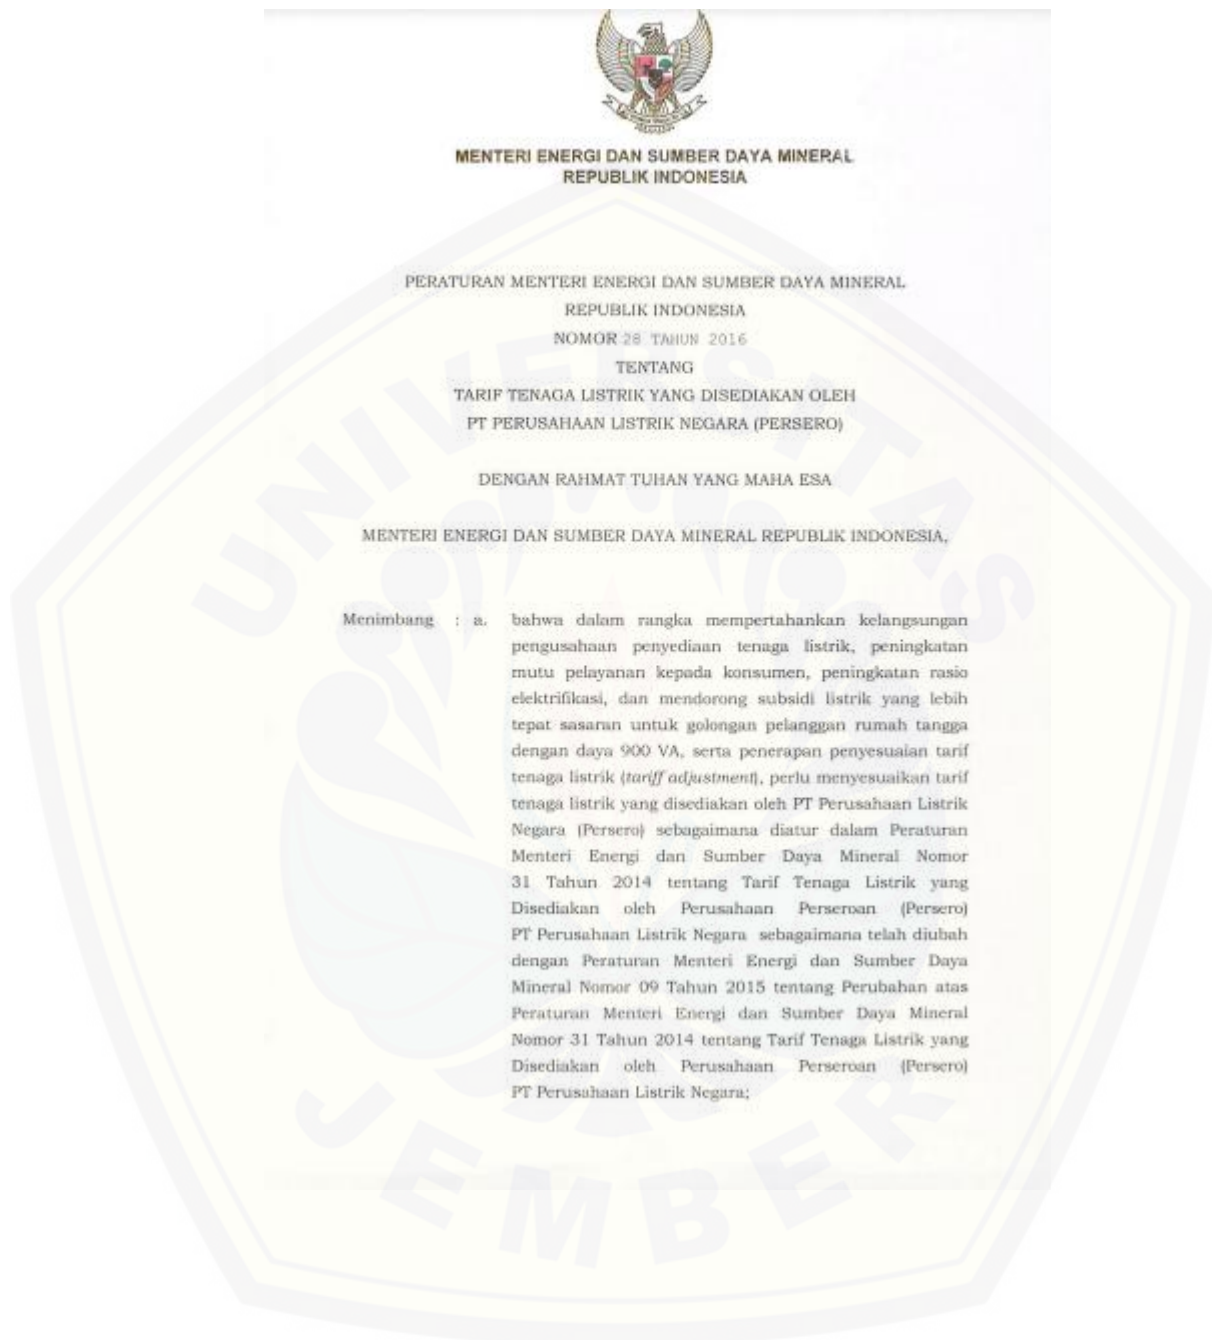 MENTERI ENERGI DAN SUMBER DAYA MINERAL
REPUBLIK INDONESIA
PERATURAN MENTERI ENERGI DAN SUMBER DAYA MINERAL
REPUBLIK INDONESIA
NOMOR 28 TAHUN 2016
TENTANG
TARIF TENAGA LISTRIK YANG DISEDIAKAN OLEH
PT PERUSAHAAN LISTRIK NEGARA (PERSERO)
DENGAN RAHMAT TUHAN YANG MAHA ESA
MENTERI ENERGI DAN SUMBER DAYA MINERAL REPUBLIK INDONESIA,
Menimbang : a. bahwa dalam rangka mempertahankan kelangsungan
pengusahaan penyediaan tenaga listrik, peningkatan
mutu pelayanan kepada konsumen, peningkatan rasio
elektrifikasi, dan mendorong subsidi listrik yang lebih
tepat sasaran untuk golongan pelanggan rumah tangga
dengan daya 900 VA, serta penerapan penyesuaian tarif
tenaga listrik (tariff adjustment), perlu menyesuaikan tarif
tenaga listrik yang disediakan oleh PT Perusahaan Listrik
Negara (Persero) sebagaimana diatur dalam Peraturan
Menteri Energi dan Sumber Daya Mineral Nomor
31 Tahun 2014 tentang Tarif Tenaga Listrik yang
Disediakan oleh Perusahaan Perseroan (Persero)
PT Perusahaan Listrik Negara sebagaimana telah diubah
dengan Peraturan Menteri Energi dan Sumber Daya
Mineral Nomor 09 Tahun 2015 tentang Perubahan atas
Peraturan Menteri Energi dan Sumber Daya Mineral
Nomor 31 Tahun 2014 tentang Tarif Tenaga Listrik yang
Disediakan oleh Perusahaan Perseroan (Persero)
PT Perusahaan Listrik Negara;
UNIVERSITAS
JEMBER